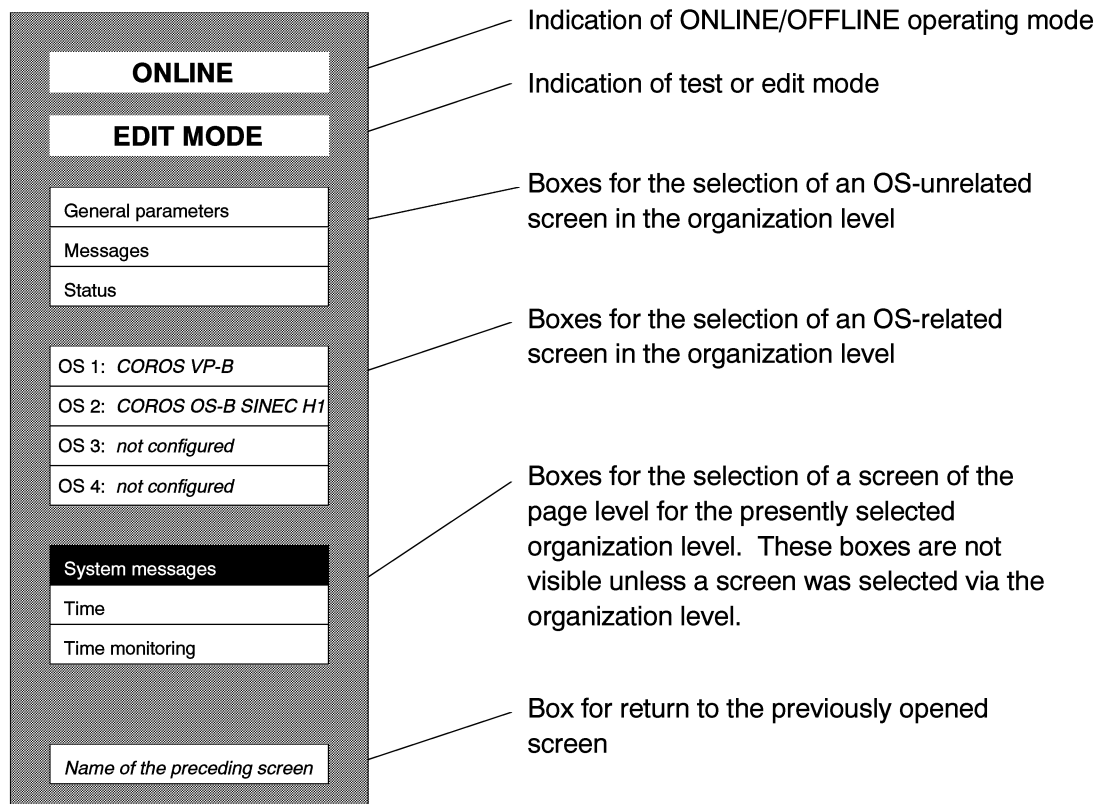 Indication of ONLINE/OFFLINE operating mode
ONLINE
Indication of test or edit mode
EDIT MODE
Boxes for the selection of an OS-unrelated
screen in the organization level
General parameters
Messages
Status
Boxes for the selection of an OS-related
screen in the organization level
OS 1: COROS VP-B
OS 2: COROS OS-B SINEC H1
OS 3: not configured
OS 4: not configured
Boxes for the selection of a screen of the
page level for the presently selected
organization level. These boxes are not
visible unless a screen was selected via the
organization level.
System messages
Time
Time monitoring
Box for return to the previously opened
screen
Name of the preceding screen